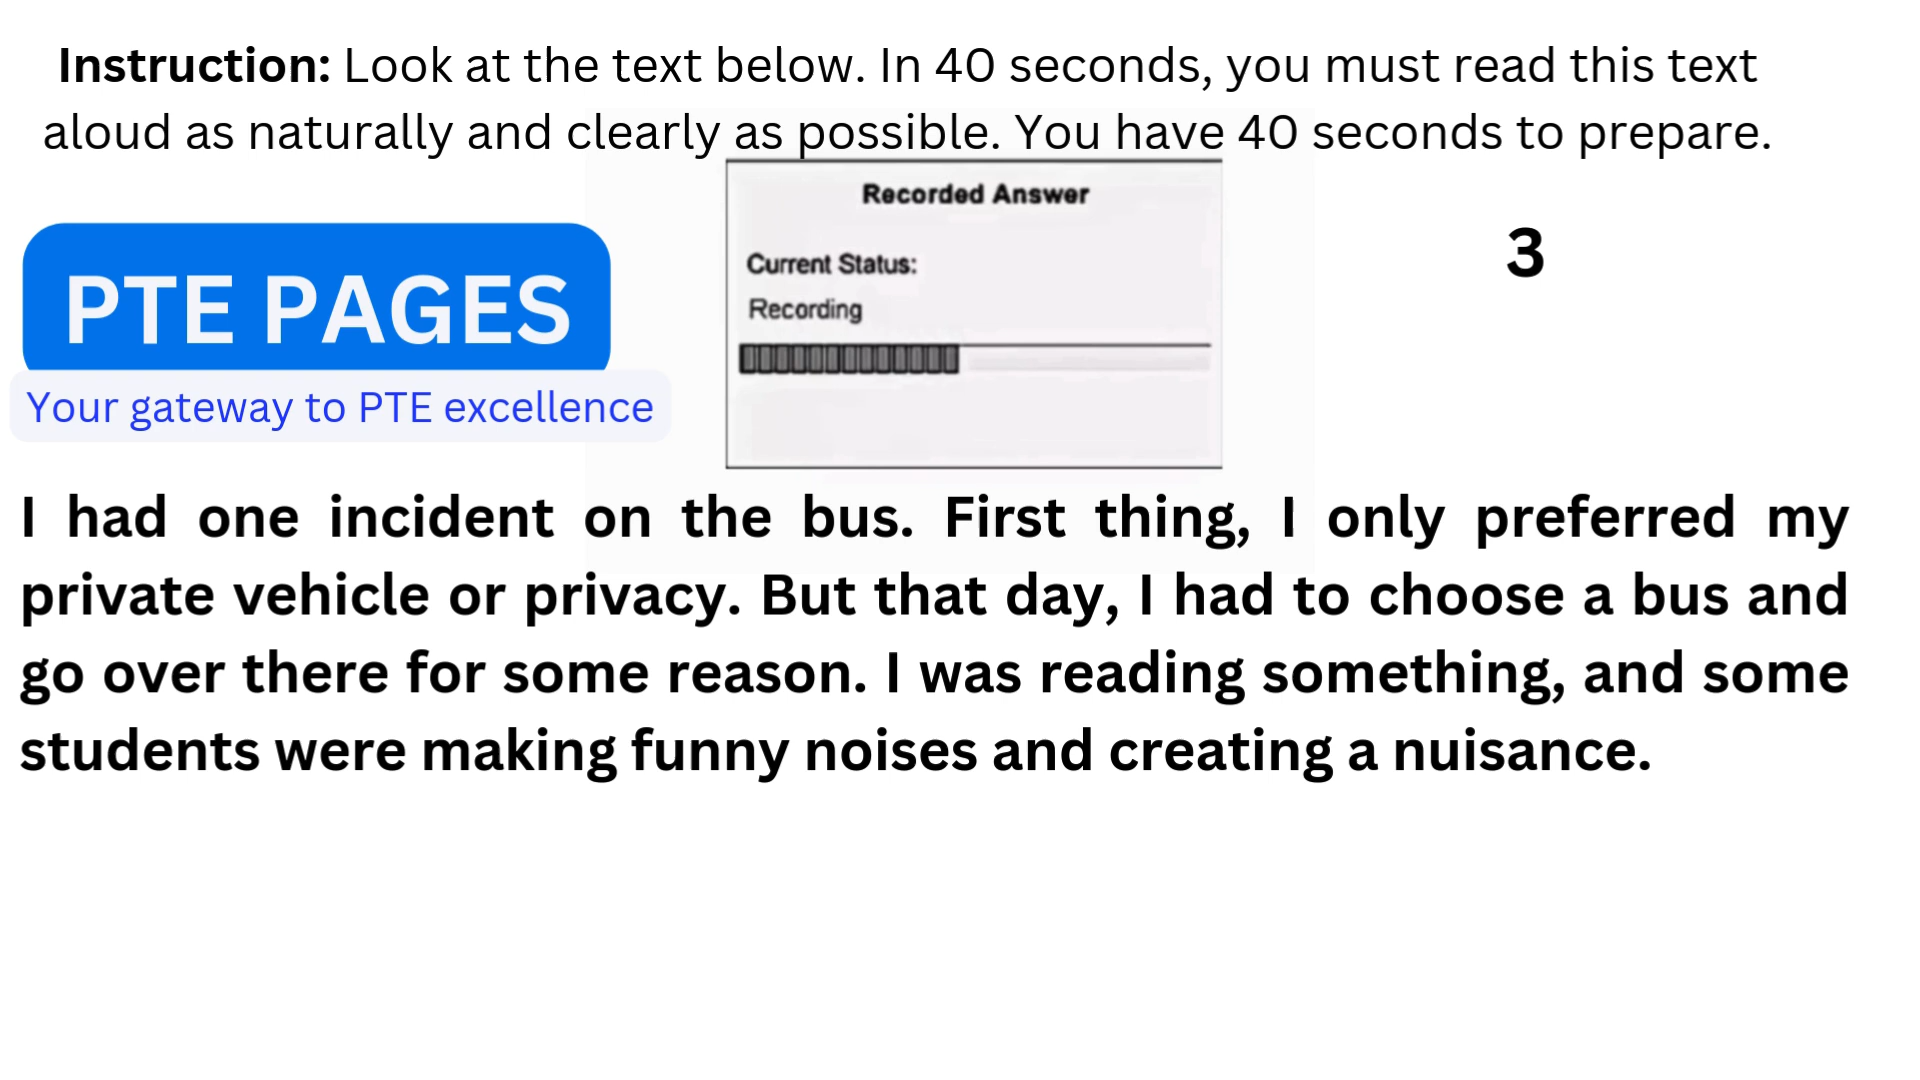 Instruction: Look at the text below. In 40 seconds, you must read this text
aloud as naturally and clearly as possible. You have 40 seconds to prepare.
Recorded Answer
Current Status:
Recording
3
PTE PAGES
Your gateway to PTE excellence
I had one incident on the bus. First thing, I only preferred my
private vehicle or privacy. But that day, I had to choose a bus and
go over there for some reason. I was reading something, and some
students were making funny noises and creating a nuisance.